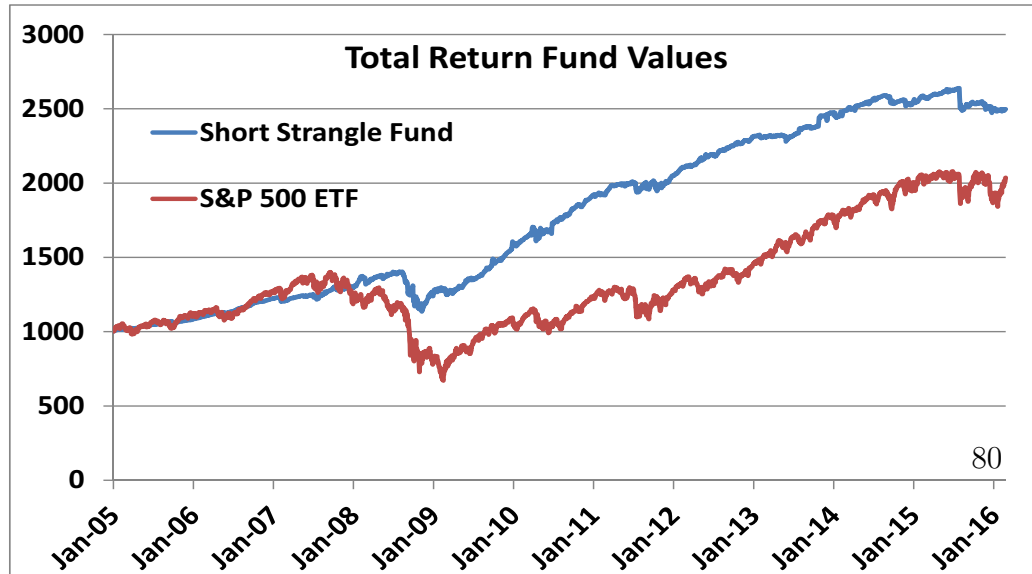 Total Return Fund Values
3000
2500
2000
1500
1000
500
0
Short Strangle Fund
S&P 500 ETF
80
Jan-05
Jan-06
Jan-07
Jan-08
Jan-09
Jan-10
Jan-11
Jan-12
Jan-13
Jan-14
Jan-15
Jan-16